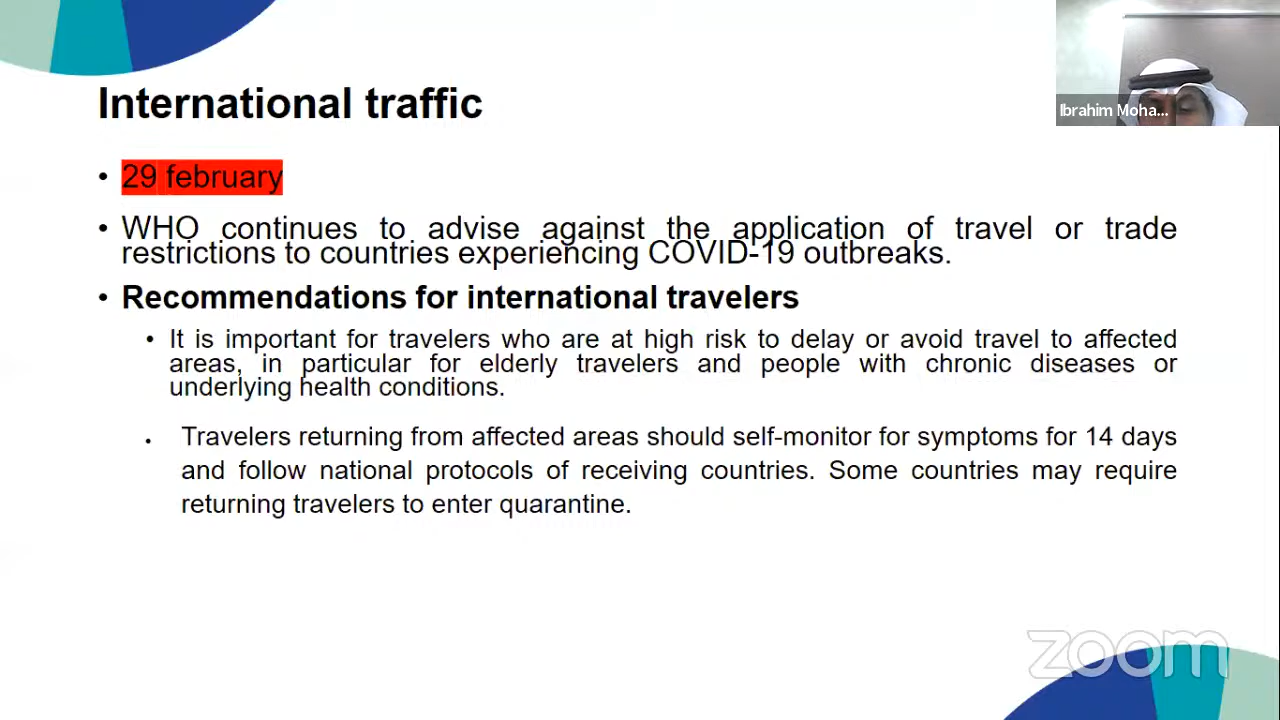 Ibrahim Moha...
International traffic
• 29 february
• WHO continues to advise against the application of travel or trade
restrictions to countries experiencing COVID-19 outbreaks.
• Recommendations for international travelers
• It is important for travelers who are at high risk to delay or avoid travel to affected
areas, in particular for elderly travelers and people with chronic diseases or
underlying health conditions.
• Travelers returning from affected areas should self-monitor for symptoms for 14 days
and follow national protocols of receiving countries. Some countries may require
returning travelers to enter quarantine.
zoom